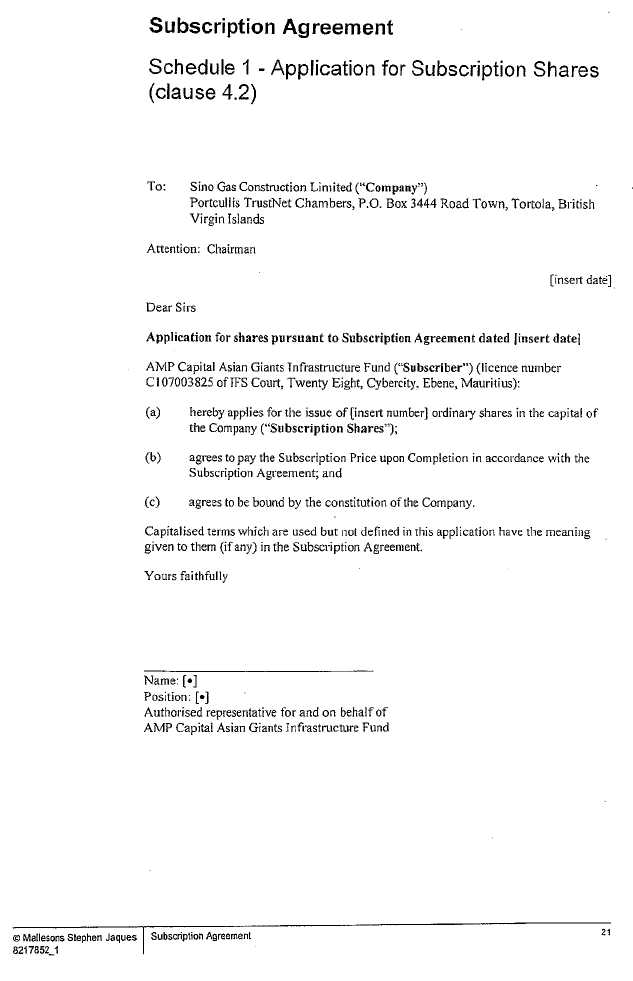 Subscription Agreement
Schedule 1 - Application for Subscription Shares
(clause 4.2)
To: Sino Gas Construction Limited ("Company")
Portcullis TrustNet Chambers, P.O. Box 3444 Road Town, Tortola, British
Virgin Islands
Attention: Chairman
[insert date]
Dear Sirs
Application for shares pursuant to Subscription Agreement dated [insert date]
AMP Capital Asian Giants Infrastructure Fund ("Subscriber") (licence number
C107003825 of IFS Court, Twenty Eight, Cybercity, Ebene, Mauritius):
(a) hereby applies for the issue of [insert number] ordinary shares in the capital of
the Company ("Subscription Shares");
(b) agrees to pay the Subscription Price upon Completion in accordance with the
Subscription Agreement; and
(c) agrees to be bound by the constitution of the Company.
Capitalised terms which are used but not defined in this application have the meaning
given to them (if any) in the Subscription Agreement.
Yours faithfully
Name: [•]
Position: [•]
Authorised representative for and on behalf of
AMP Capital Asian Giants Infrastructure Fund
© Mallesons Stephen Jaques Subscription Agreement 21
8217852_1